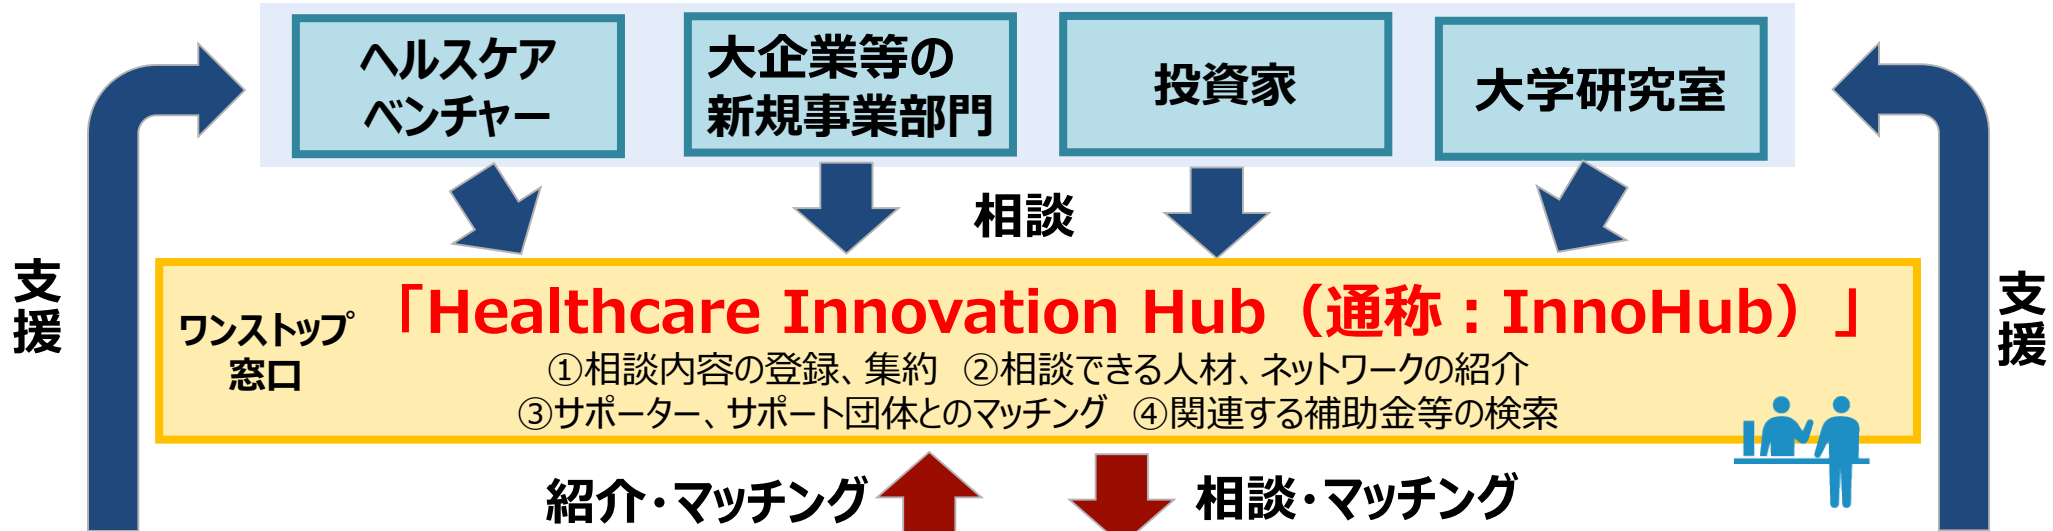 ヘルスケア
ベンチャー
大企業等の
新規事業部門
投資家
大学研究室
相談
支援
支援
ワンストップ
窓口
「Healthcare Innovation Hub（通称：InnoHub）」
①相談内容の登録、集約　②相談できる人材、ネットワークの紹介
③サポーター、サポート団体とのマッチング　④関連する補助金等の検索
紹介・マッチング
相談・マッチング